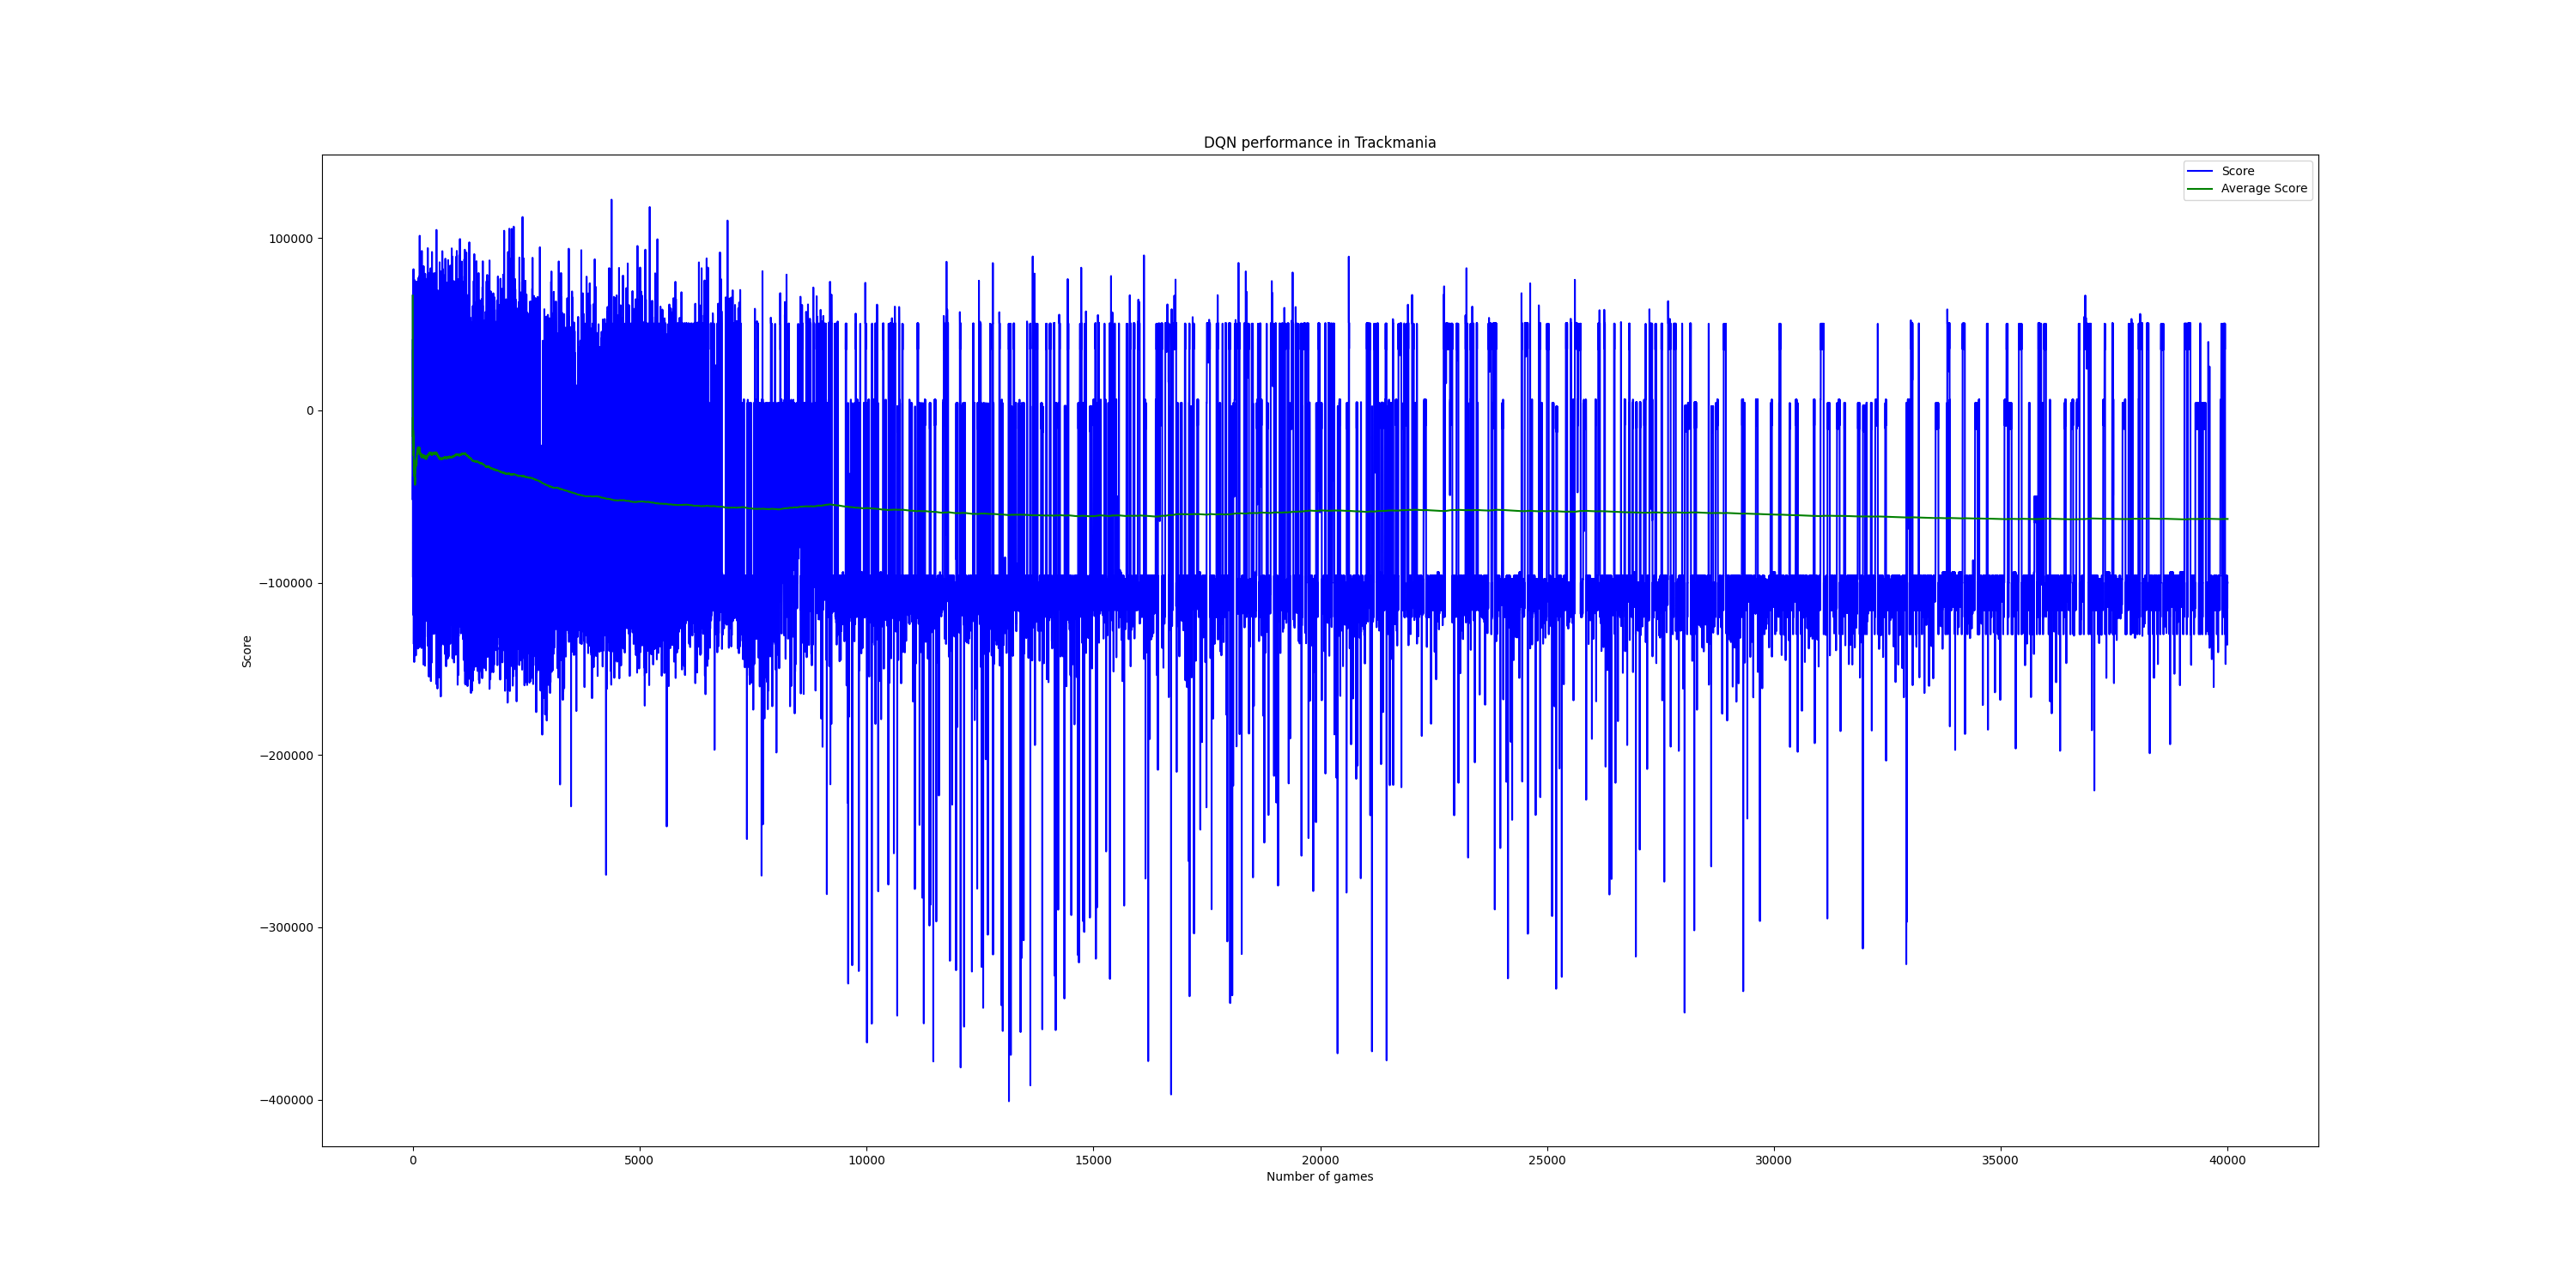 DQN performance in Trackmania
Score
Average Score
100000
0
−100000
−200000
−300000
−400000
Score
0 5000 10000 15000 20000 25000 30000 35000 40000
Number of games